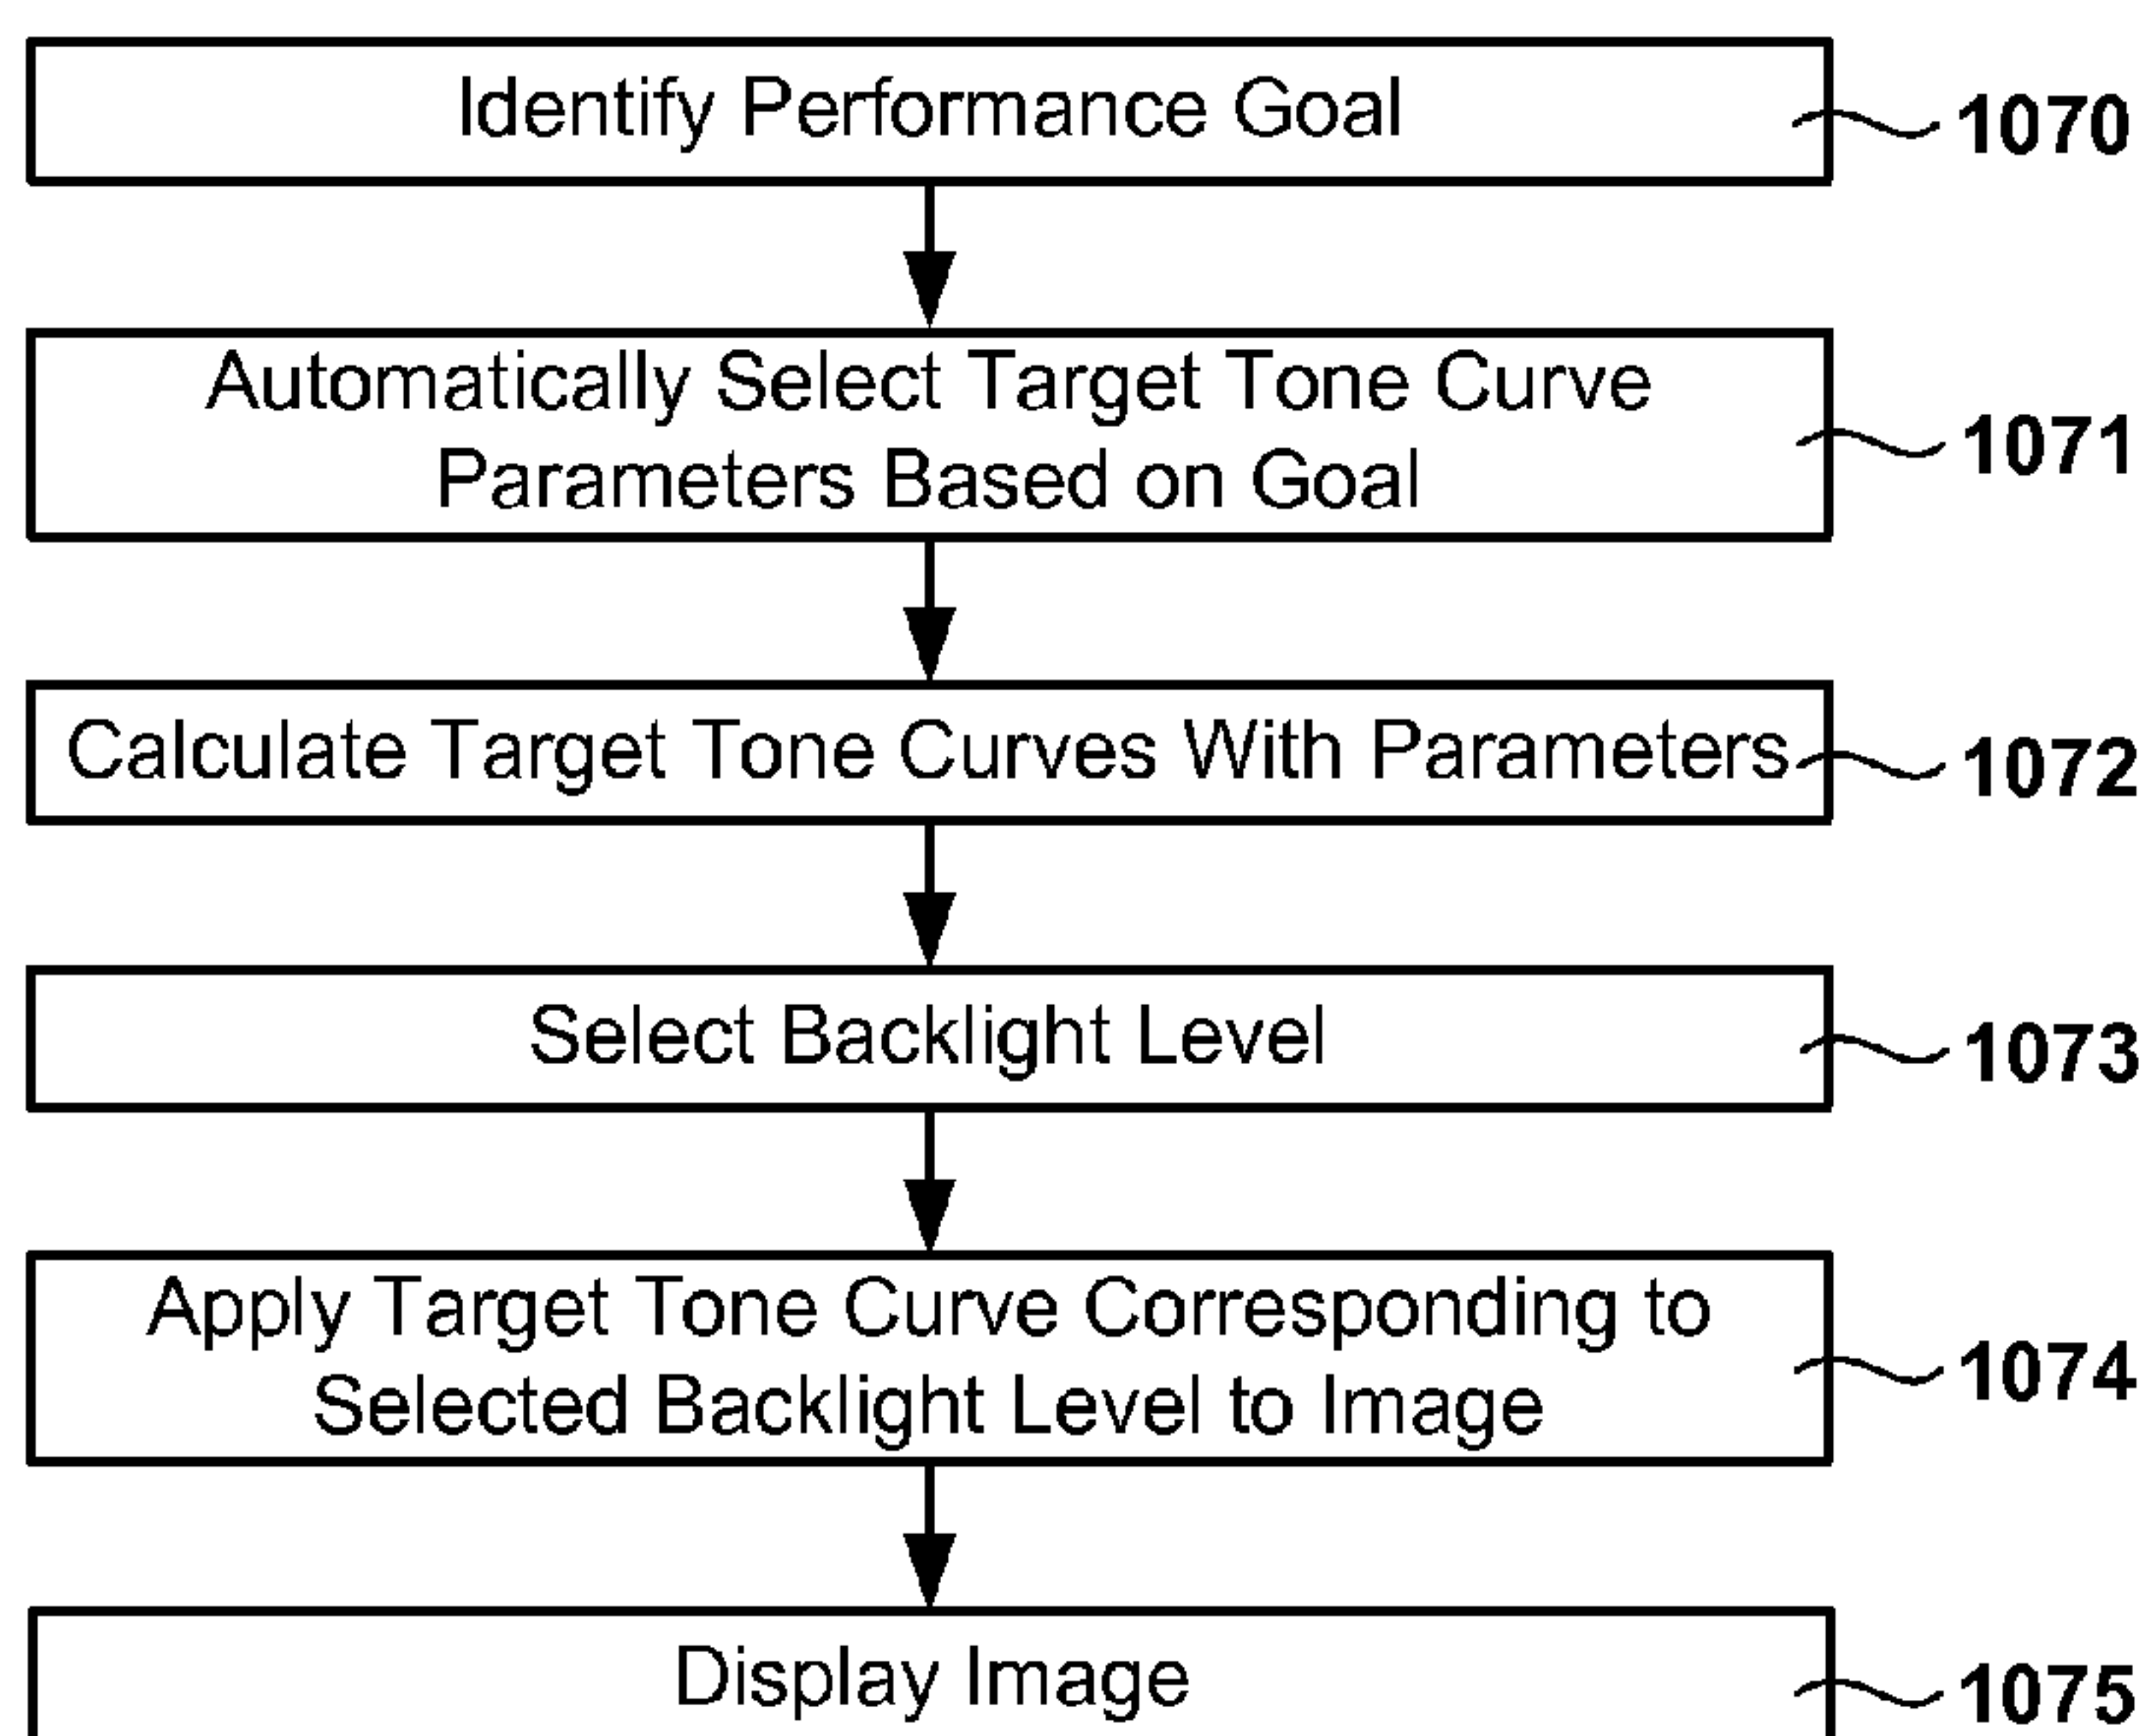 Identify Performance Goal
1070
Automatically Select Target Tone Curve
Parameters Based on Goal
1071
Calculate Target Tone Curves With Parameters
1072
Select Backlight Level
1073
Apply Target Tone Curve Corresponding to
Selected Backlight Level to Image
1074
Display Image
1075